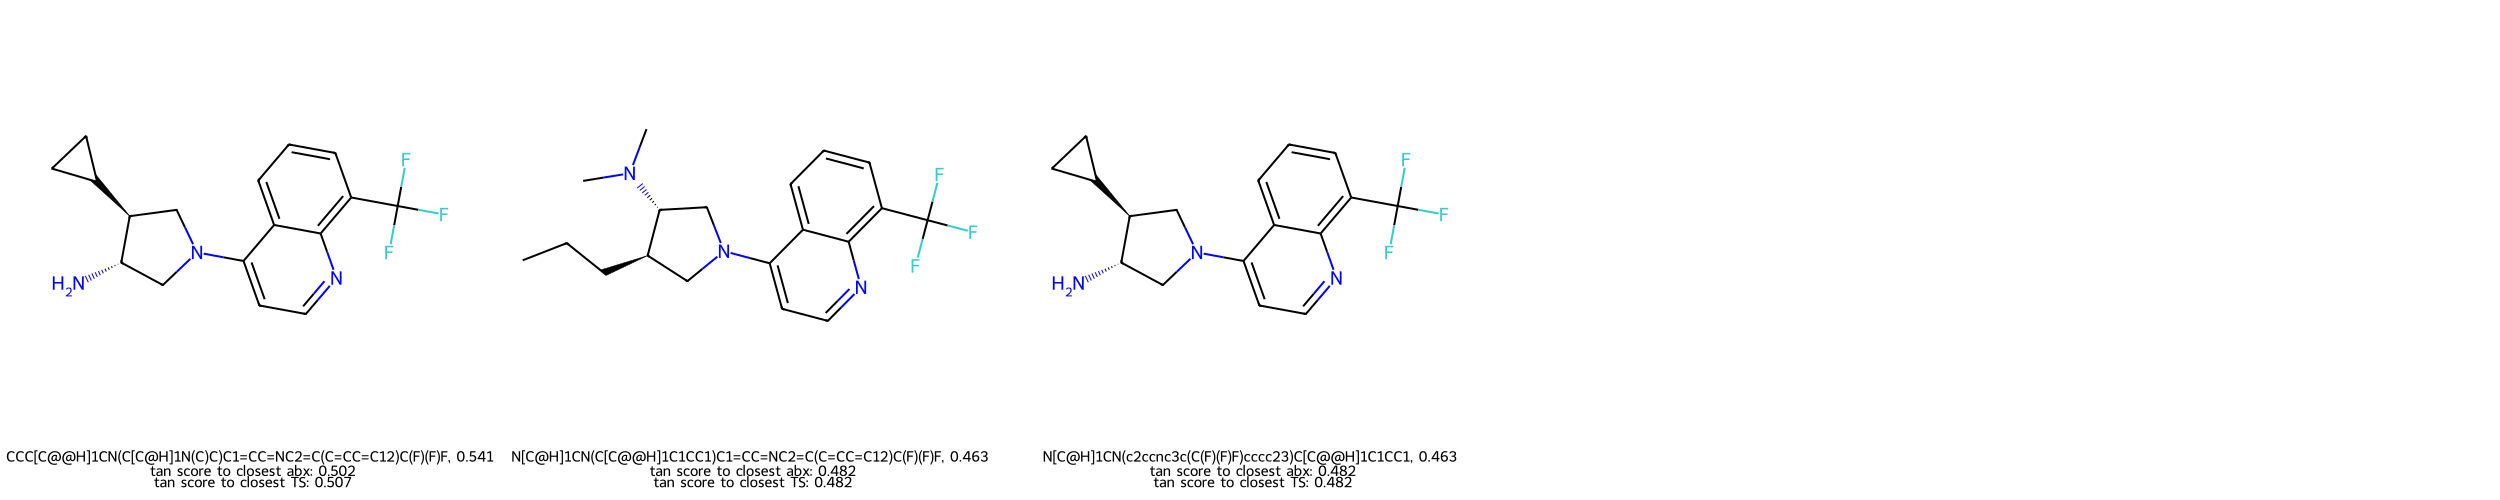 F
F
F
N
N
H2N
N
F
F
F
N
N
F
F
F
N
N
H2N
CCC[C@@H]1CN(C[C@H]1N(C)C)C1=CC=NC2=C(C=CC=C12)C(F)(F)F, 0.541
tan score to closest abx: 0.502
tan score to closest TS: 0.507
N[C@H]1CN(C[C@@H]1C1CC1)C1=CC=NC2=C(C=CC=C12)C(F)(F)F, 0.463
tan score to closest abx: 0.482
tan score to closest TS: 0.482
N[C@H]1CN(c2ccnc3c(C(F)(F)F)cccc23)C[C@@H]1C1CC1, 0.463
tan score to closest abx: 0.482
tan score to closest TS: 0.482